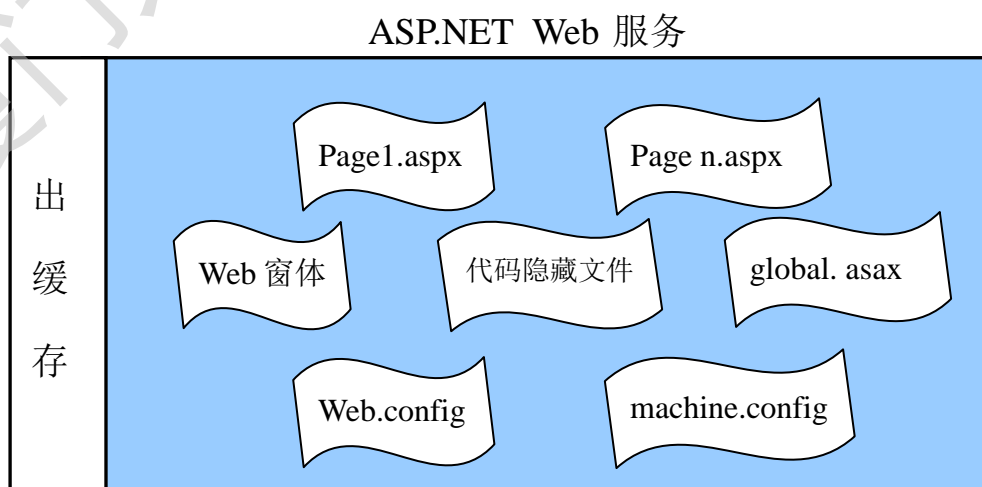 ASP.NET Web 服务
出
缓
存
Page1.aspx
Page n.aspx
Web 窗体
代码隐藏文件
global. asax
Web.config
machine.config